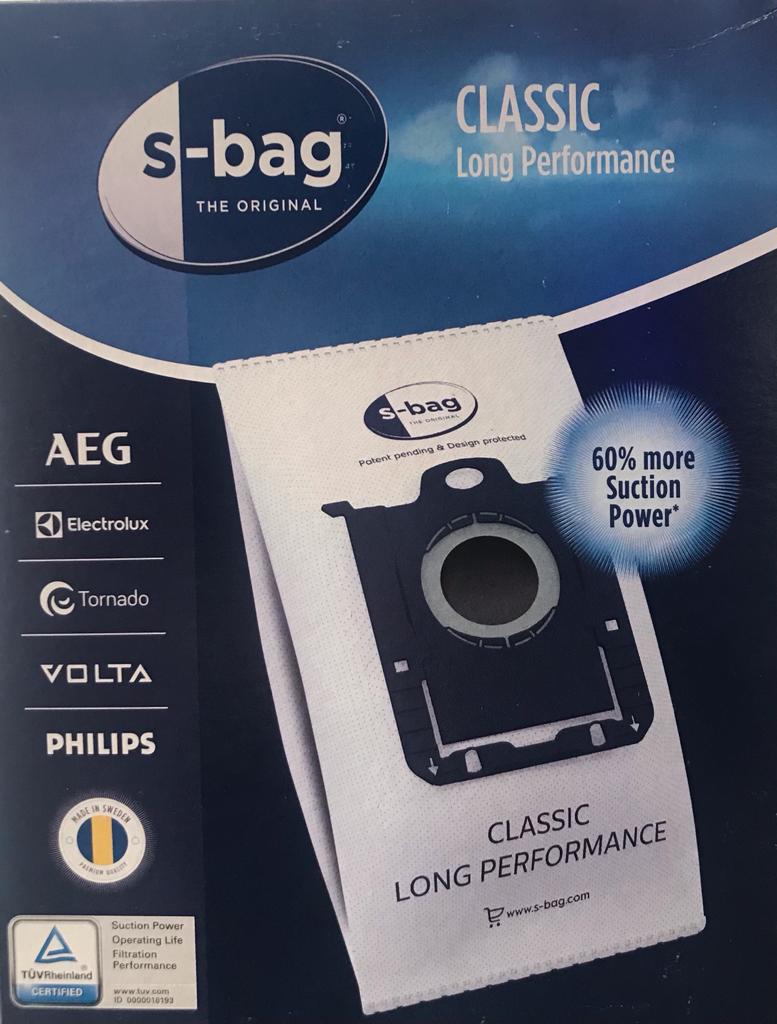 s-bag®
THE ORIGINAL
CLASSIC
Long Performance
s-bag
THE ORIGINAL
Patent pending & Design protected
60% more
Suction
Power*
AEG
Electrolux
Tornado
VOLTA
PHILIPS
MADE IN SWEDEN
PREMIUM QUALITY
CLASSIC
LONG PERFORMANCE
www.s-bag.com
TÜVRheinland®
CERTIFIED
Suction Power
Operating Life
Filtration
Performance
www.tuv.com
ID 0000018193